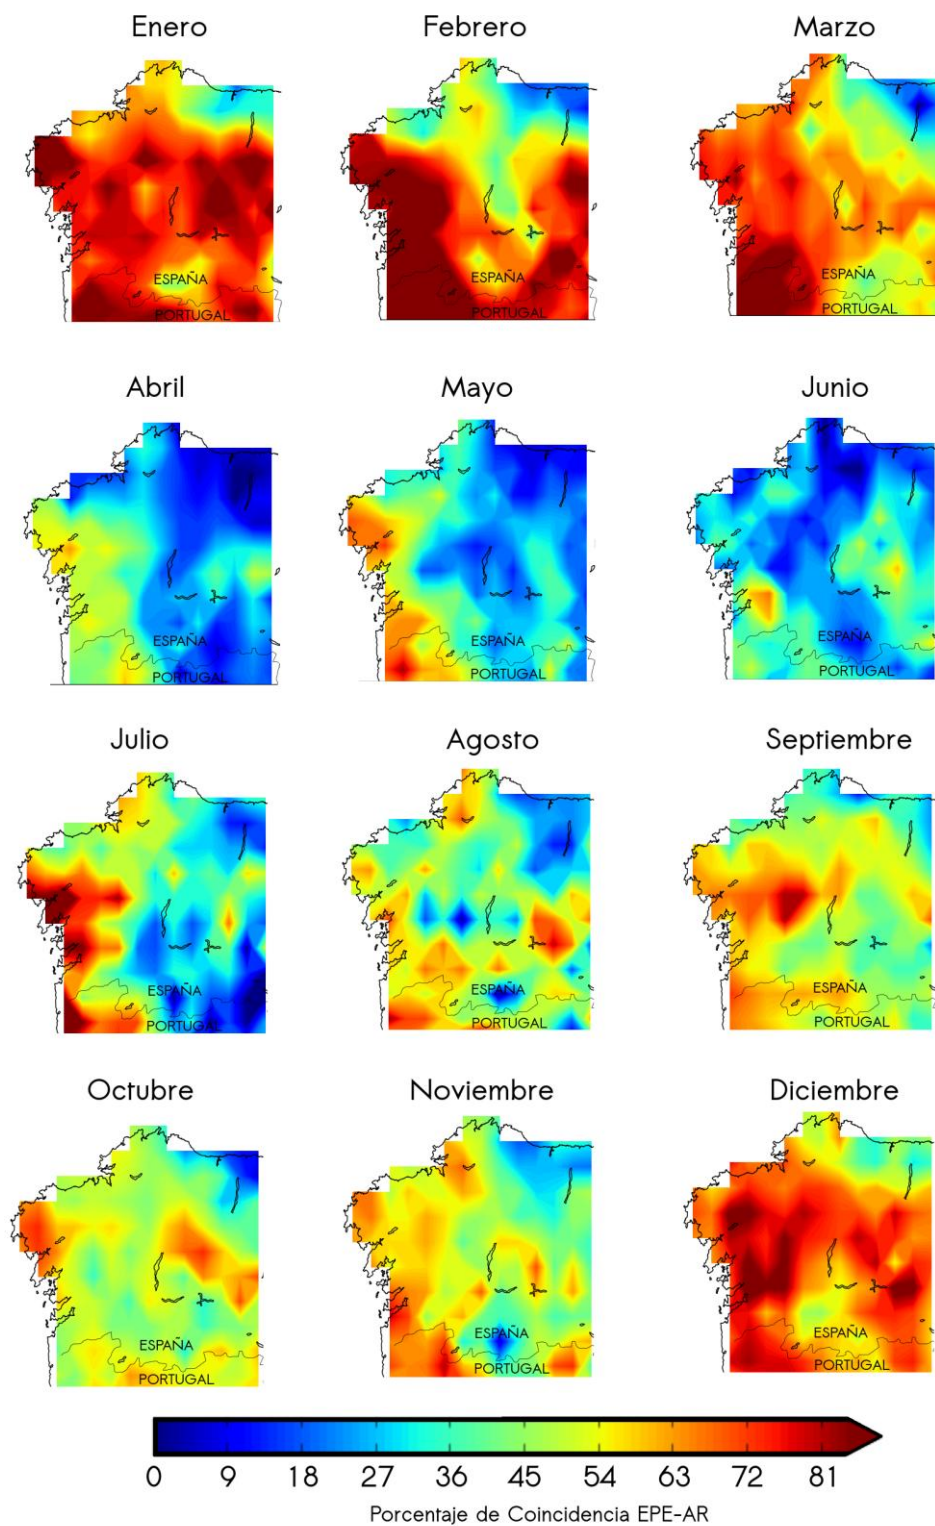 Enero Febrero Marzo
ESPAÑA ESPAÑA ESPAÑA
PORTUGAL PORTUGAL PORTUGAL
Abril Mayo Junio
ESPAÑA ESPAÑA ESPAÑA
PORTUGAL PORTUGAL PORTUGAL
Julio Agosto Septiembre
ESPAÑA ESPAÑA ESPAÑA
PORTUGAL PORTUGAL PORTUGAL
Octubre Noviembre Diciembre
ESPAÑA ESPAÑA ESPAÑA
PORTUGAL PORTUGAL PORTUGAL
0 9 18 27 36 45 54 63 72 81
Porcentaje de Coincidencia EPE-AR